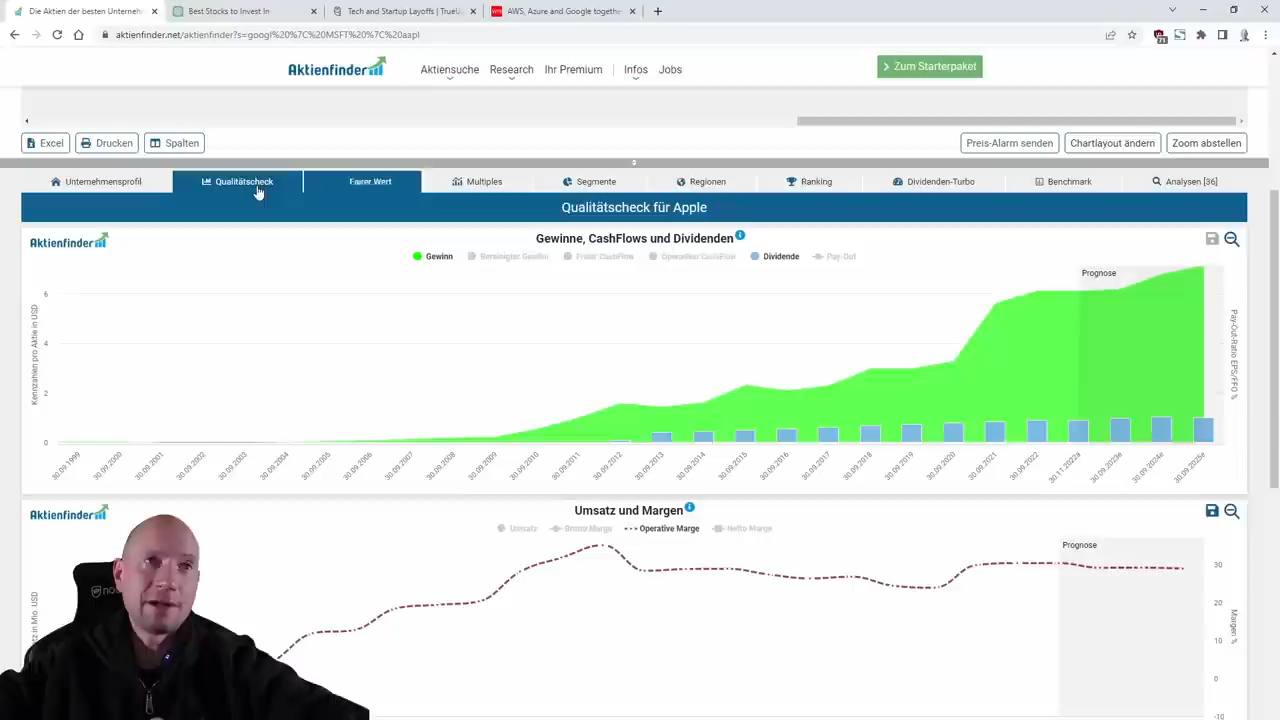 Die Aktien der besten Unterneh
Best Stocks to Invest In
Tech and Startup Layoffs | TrueU
AWS, Azure and Google togethe
aktienfinder.net/aktienfinder?s=googl%20%7C%20MSFT%20%7C%20aapl
Aktienfinder
Aktiensuche
Research
Ihr Premium
Infos
Jobs
Zum Starterpaket
Excel
Drucken
Spalten
Preis-Alarm senden
Chartlayout ändern
Zoom abstellen
Unternehmensprofil
Qualitätscheck
Fairer Wert
Multiples
Segmente
Regionen
Ranking
Dividenden-Turbo
Benchmark
Analysen [36]
Qualitätscheck für Apple
Aktienfinder
Gewinne, CashFlows und Dividenden
Gewinn
Bereinigter Gewinn
Freier CashFlow
Operativer CashFlow
Dividende
Pay-Out
Prognose
Kennzahlen pro Aktie in USD
6
4
2
0
Pay-Out-Ratio EPS/FFO %
30.09.1999
30.09.2000
30.09.2001
30.09.2002
30.09.2003
30.09.2004
30.09.2005
30.09.2006
30.09.2007
30.09.2008
30.09.2009
30.09.2010
30.09.2011
30.09.2012
30.09.2013
30.09.2014
30.09.2015
30.09.2016
30.09.2017
30.09.2018
30.09.2019
30.09.2020
30.09.2021
30.09.2022
30.11.2022a
30.09.2023e
30.09.2024e
30.09.2025e
Aktienfinder
Umsatz und Margen
Umsatz
Brutto Marge
Operative Marge
Netto Marge
Prognose
tz in Mio. USD
30
20
10
0
-10
Margen %